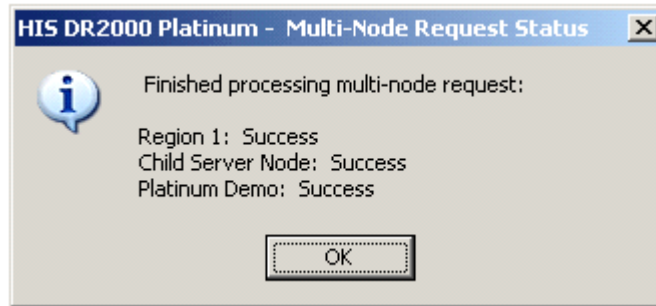 HIS DR2000 Platinum - Multi-Node Request Status
Finished processing multi-node request:
Region 1: Success
Child Server Node: Success
Platinum Demo: Success
OK